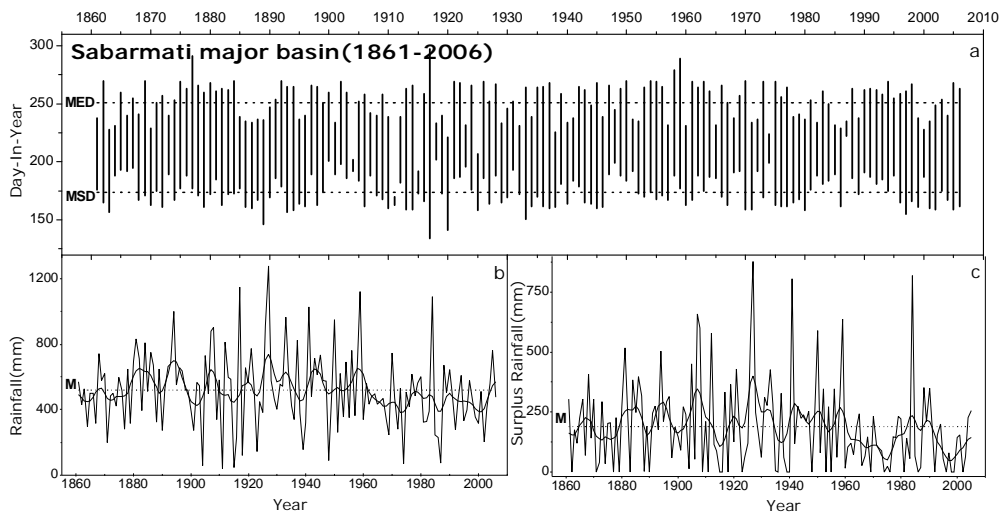 1860 1870 1880 1890 1900 1910 1920 1930 1940 1950 1960 1970 1980 1990 2000 2010
Sabarmati major basin(1861-2006)
a
300
250
200
150
MED
MSD
Day-In-Year
b
1200
800
400
0
M
Rainfall(mm)
1860 1880 1900 1920 1940 1960 1980 2000
Year
c
750
500
250
0
M
Surplus Rainfall(mm)
1860 1880 1900 1920 1940 1960 1980 2000
Year